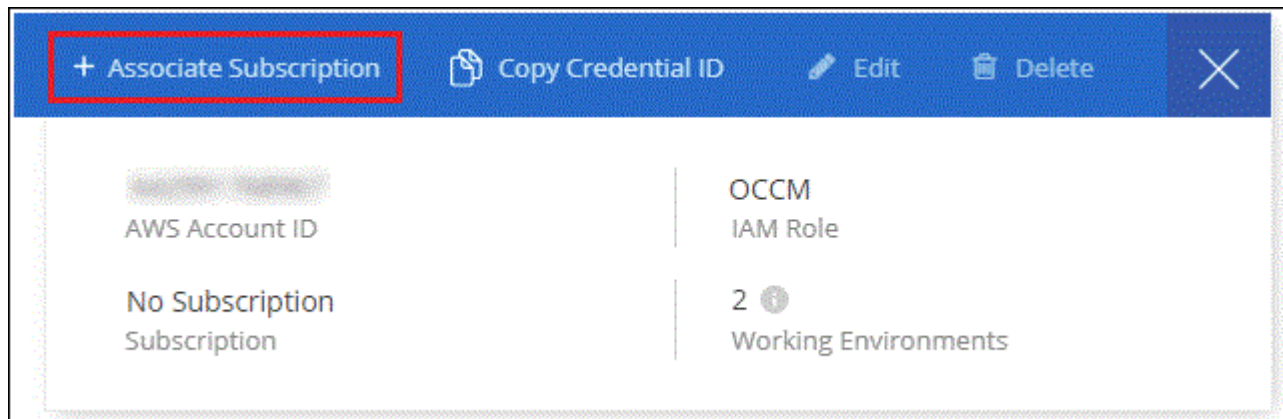 + Associate Subscription Copy Credential ID Edit Delete
OCCM
AWS Account ID IAM Role
No Subscription 2
Subscription Working Environments